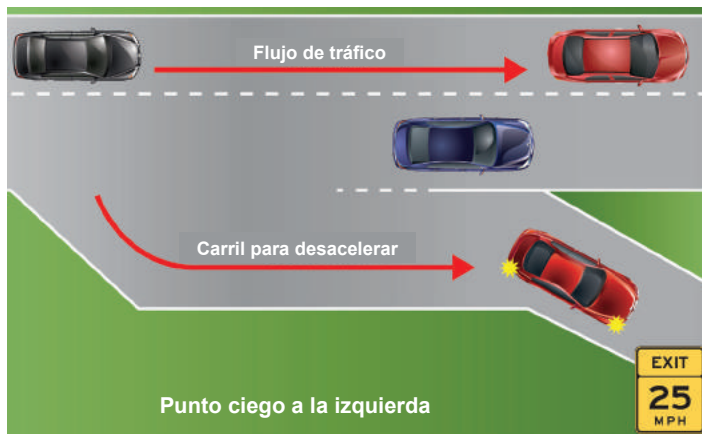 Flujo de tráfico
Carril para desacelerar
EXIT
25
MPH
Punto ciego a la izquierda